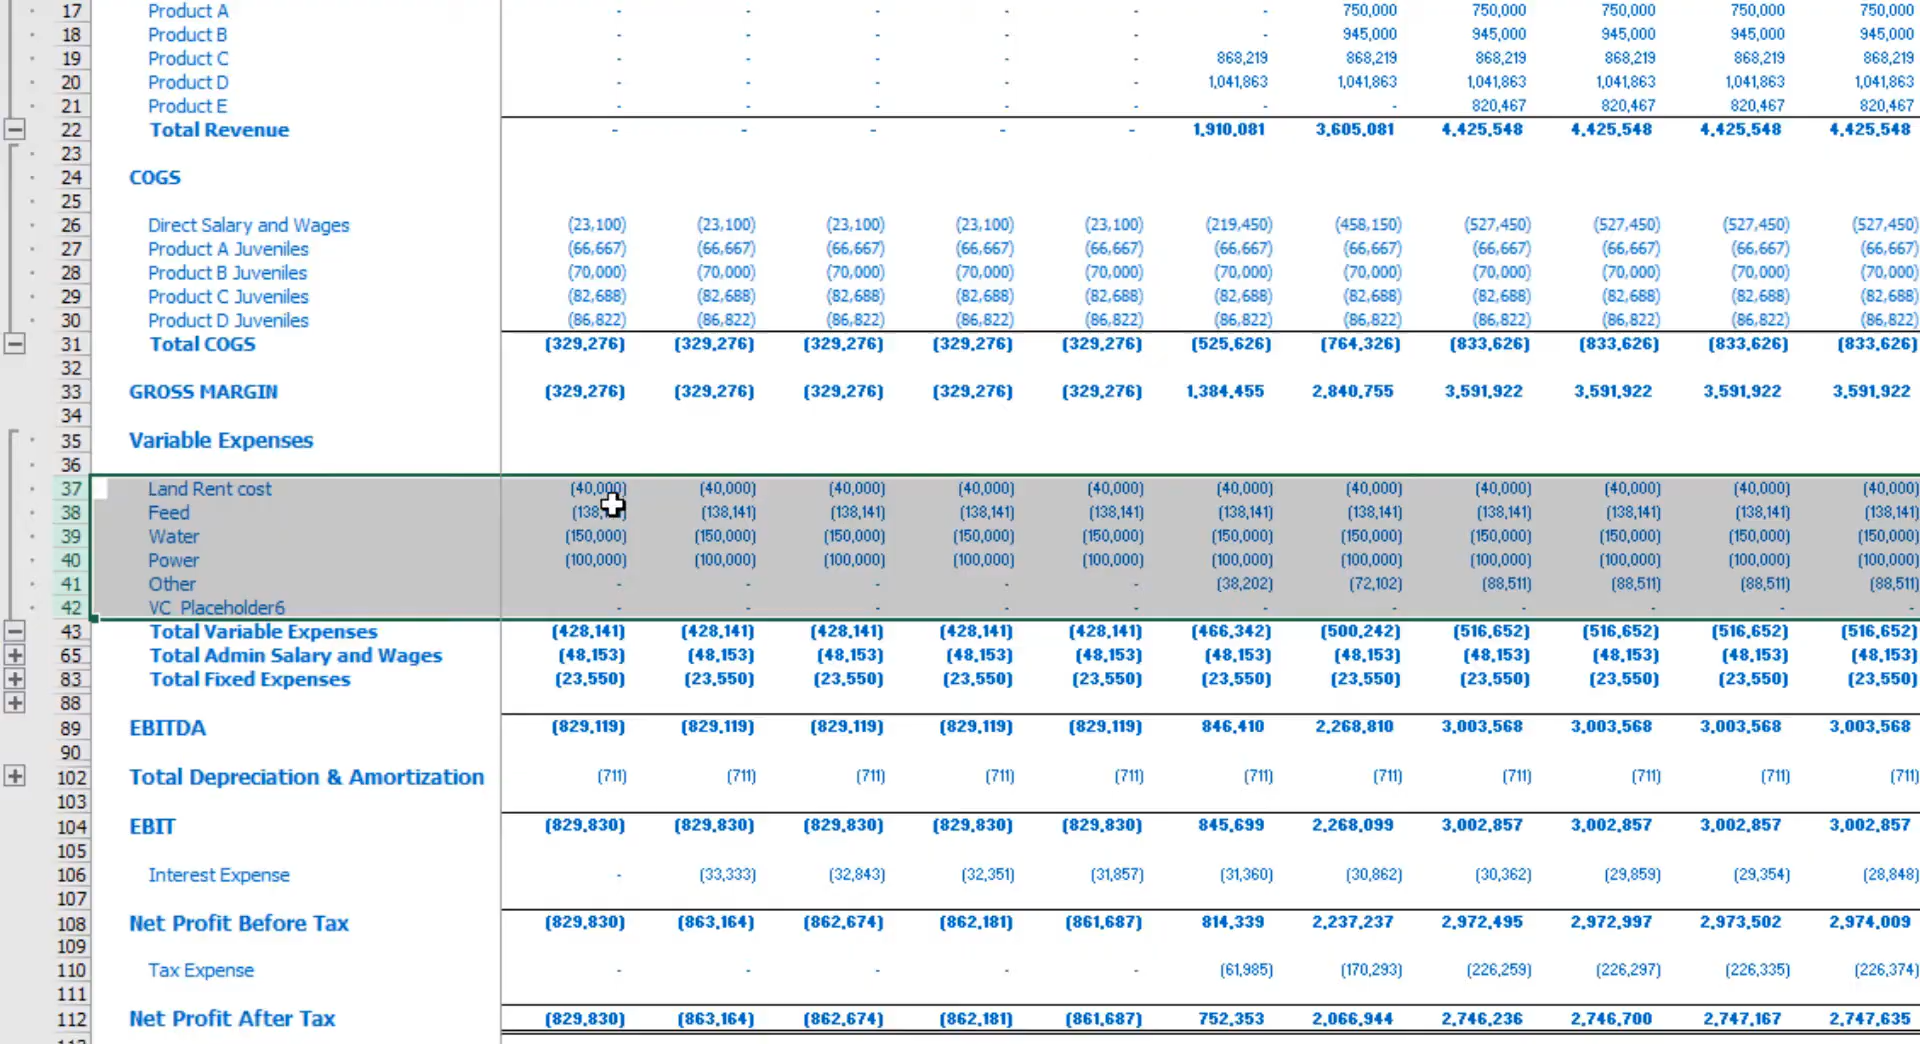 17 Product A - - - - - - 750,000 750,000 750,000 750,000 750,000
18 Product B - - - - - - 945,000 945,000 945,000 945,000 945,000
19 Product C - - - - - 868,219 868,219 868,219 868,219 868,219 868,219
20 Product D - - - - - 1,041,863 1,041,863 1,041,863 1,041,863 1,041,863 1,041,863
21 Product E - - - - - - - 820,467 820,467 820,467 820,467
22 Total Revenue - - - - - 1,910,081 3,605,081 4,425,548 4,425,548 4,425,548 4,425,548
23
24 COGS
25
26 Direct Salary and Wages (23,100) (23,100) (23,100) (23,100) (23,100) (219,450) (458,150) (527,450) (527,450) (527,450) (527,450)
27 Product A Juveniles (66,667) (66,667) (66,667) (66,667) (66,667) (66,667) (66,667) (66,667) (66,667) (66,667) (66,667)
28 Product B Juveniles (70,000) (70,000) (70,000) (70,000) (70,000) (70,000) (70,000) (70,000) (70,000) (70,000) (70,000)
29 Product C Juveniles (82,688) (82,688) (82,688) (82,688) (82,688) (82,688) (82,688) (82,688) (82,688) (82,688) (82,688)
30 Product D Juveniles (86,822) (86,822) (86,822) (86,822) (86,822) (86,822) (86,822) (86,822) (86,822) (86,822) (86,822)
31 Total COGS (329,276) (329,276) (329,276) (329,276) (329,276) (525,626) (764,326) (833,626) (833,626) (833,626) (833,626)
32
33 GROSS MARGIN (329,276) (329,276) (329,276) (329,276) (329,276) 1,384,455 2,840,755 3,591,922 3,591,922 3,591,922 3,591,922
34
35 Variable Expenses
36
37 Land Rent cost (40,000) (40,000) (40,000) (40,000) (40,000) (40,000) (40,000) (40,000) (40,000) (40,000) (40,000)
38 Feed (138, (138,141) (138,141) (138,141) (138,141) (138,141) (138,141) (138,141) (138,141) (138,141) (138,141)
39 Water (150,000) (150,000) (150,000) (150,000) (150,000) (150,000) (150,000) (150,000) (150,000) (150,000) (150,000)
40 Power (100,000) (100,000) (100,000) (100,000) (100,000) (100,000) (100,000) (100,000) (100,000) (100,000) (100,000)
41 Other - - - - - (38,202) (72,102) (88,511) (88,511) (88,511) (88,511)
42 VC_Placeholder6 - - - - - - - - - - -
43 Total Variable Expenses (428,141) (428,141) (428,141) (428,141) (428,141) (466,342) (500,242) (516,652) (516,652) (516,652) (516,652)
65 Total Admin Salary and Wages (48,153) (48,153) (48,153) (48,153) (48,153) (48,153) (48,153) (48,153) (48,153) (48,153) (48,153)
83 Total Fixed Expenses (23,550) (23,550) (23,550) (23,550) (23,550) (23,550) (23,550) (23,550) (23,550) (23,550) (23,550)
88
89 EBITDA (829,119) (829,119) (829,119) (829,119) (829,119) 846,410 2,268,810 3,003,568 3,003,568 3,003,568 3,003,568
90
102 Total Depreciation & Amortization (711) (711) (711) (711) (711) (711) (711) (711) (711) (711) (711)
103
104 EBIT (829,830) (829,830) (829,830) (829,830) (829,830) 845,699 2,268,099 3,002,857 3,002,857 3,002,857 3,002,857
105
106 Interest Expense - (33,333) (32,843) (32,351) (31,857) (31,360) (30,862) (30,362) (29,859) (29,354) (28,848)
107
108 Net Profit Before Tax (829,830) (863,164) (862,674) (862,181) (861,687) 814,339 2,237,237 2,972,495 2,972,997 2,973,502 2,974,009
109
110 Tax Expense - - - - - (61,985) (170,293) (226,259) (226,297) (226,335) (226,374)
111
112 Net Profit After Tax (829,830) (863,164) (862,674) (862,181) (861,687) 752,353 2,066,944 2,746,236 2,746,700 2,747,167 2,747,635